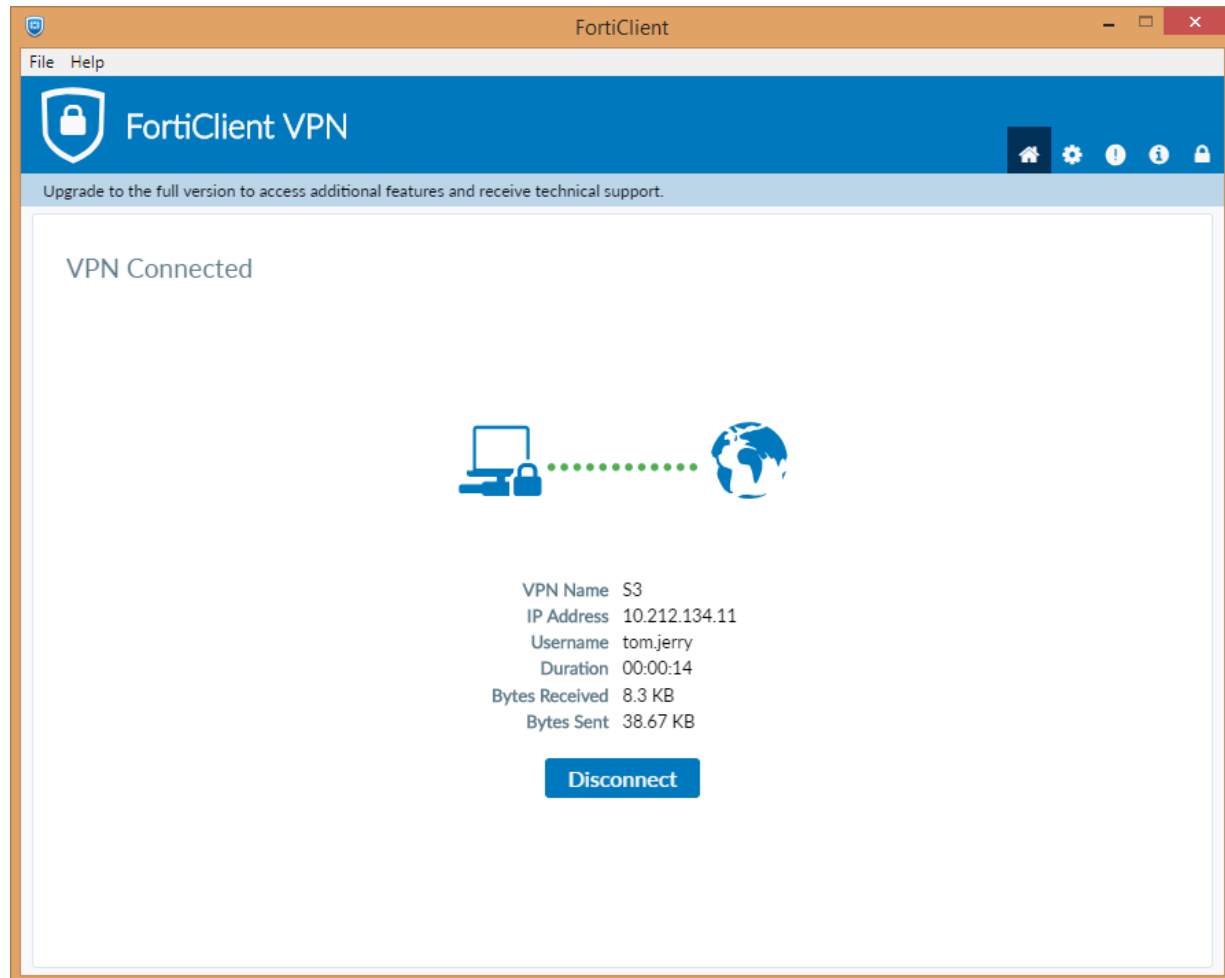 FortiClient
File Help
FortiClient VPN
Upgrade to the full version to access additional features and receive technical support.
VPN Connected
VPN Name S3
IP Address 10.212.134.11
Username tom.jerry
Duration 00:00:14
Bytes Received 8.3 KB
Bytes Sent 38.67 KB
Disconnect